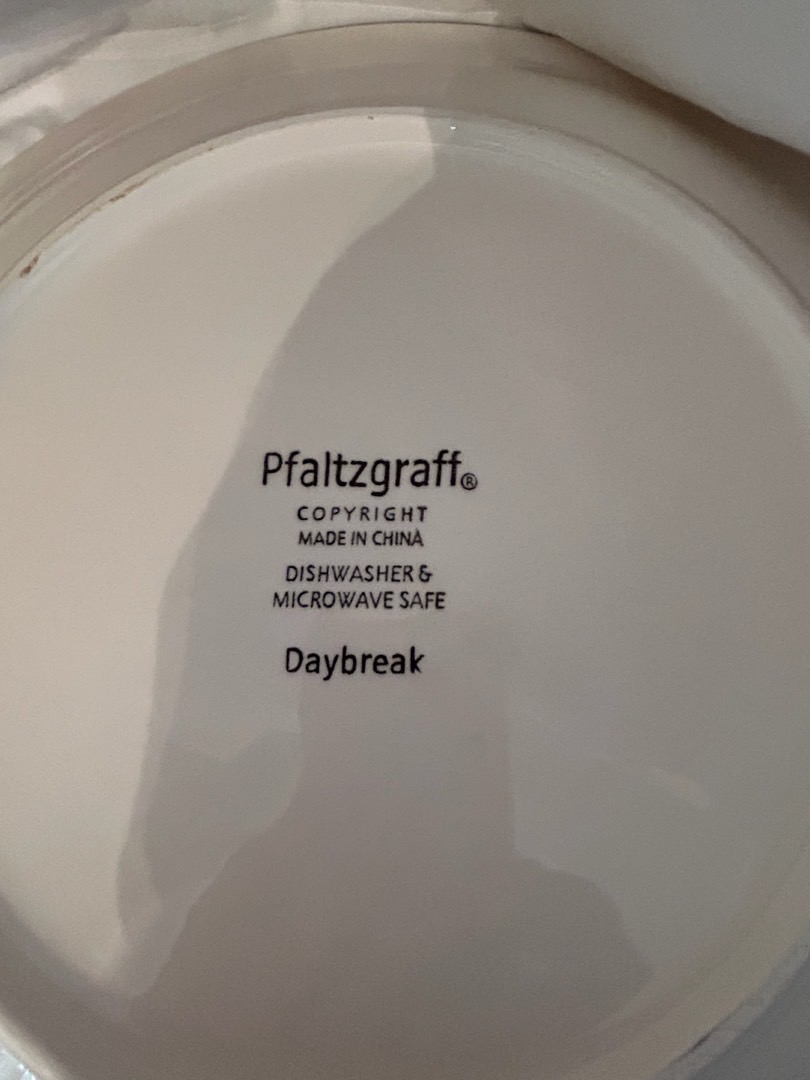 Pfaltzgraff®
COPYRIGHT
MADE IN CHINA
DISHWASHER &
MICROWAVE SAFE
Daybreak